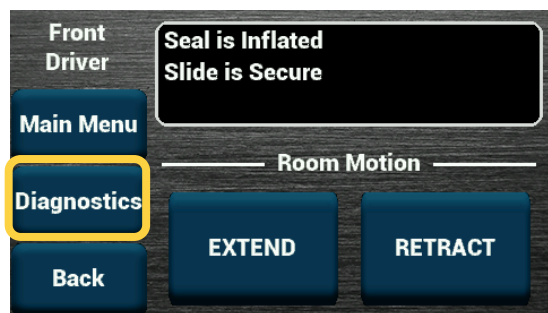 Front
Driver
Seal is Inflated
Slide is Secure
Main Menu
Room Motion
Diagnostics
EXTEND
RETRACT
Back